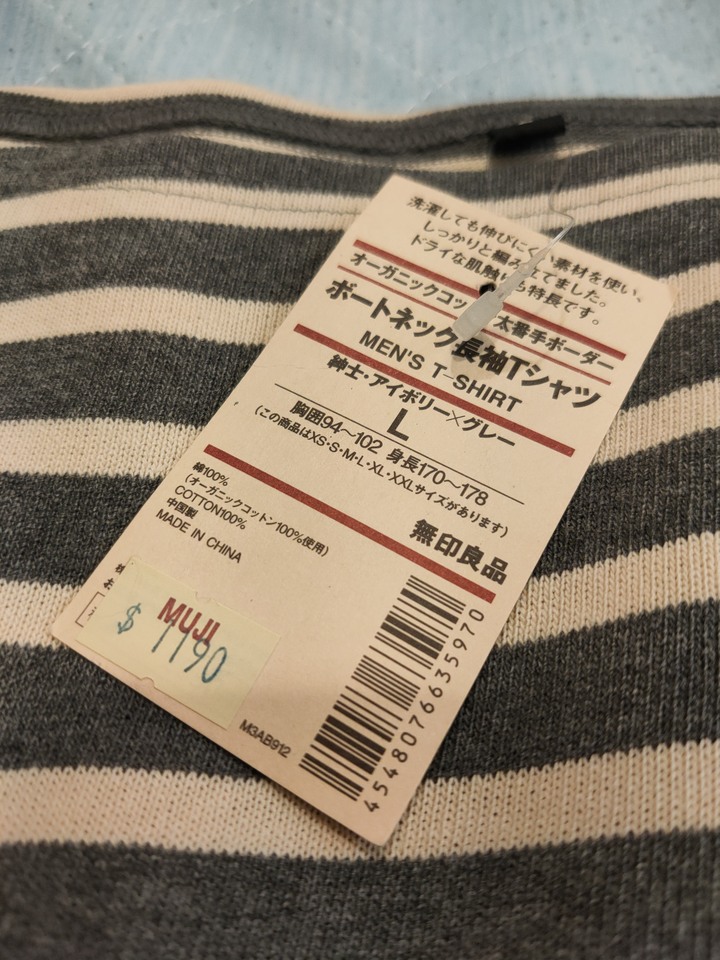 洗濯しても伸びにくい素材を使い、
しっかりと編み立てました。
ドライな肌触りも特長です。
オーガニックコッ 太番手ボーダー
ボートネック長袖Tシャツ
MEN'S T-SHIRT
紳士・アイボリー×グレー
L
胸囲94～102 身長170～178
(この商品はXS・S・M・L・XL・XXLサイズがあります)
綿100%
(オーガニックコットン100%使用)
COTTON100%
中国製
MADE IN CHINA
無印良品
MUJI
$ 1190
M3AB912
4548076635970